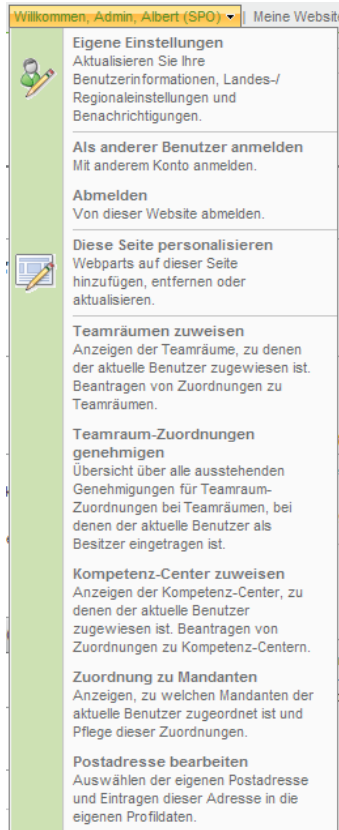 Willkommen, Admin, Albert (SPO) | Meine Website
Eigene Einstellungen
Aktualisieren Sie Ihre
Benutzerinformationen, Landes-/
Regionaleinstellungen und
Benachrichtigungen.
Als anderer Benutzer anmelden
Mit anderem Konto anmelden.
Abmelden
Von dieser Website abmelden.
Diese Seite personalisieren
Webparts auf dieser Seite
hinzufügen, entfernen oder
aktualisieren.
Teamräumen zuweisen
Anzeigen der Teamräume, zu denen
der aktuelle Benutzer zugewiesen ist.
Beantragen von Zuordnungen zu
Teamräumen.
Teamraum-Zuordnungen
genehmigen
Übersicht über alle ausstehenden
Genehmigungen für Teamraum-
Zuordnungen bei Teamräumen, bei
denen der aktuelle Benutzer als
Besitzer eingetragen ist.
Kompetenz-Center zuweisen
Anzeigen der Kompetenz-Center, zu
denen der aktuelle Benutzer
zugewiesen ist. Beantragen von
Zuordnungen zu Kompetenz-Centern.
Zuordnung zu Mandanten
Anzeigen, zu welchen Mandanten der
aktuelle Benutzer zugeordnet ist und
Pflege dieser Zuordnungen.
Postadresse bearbeiten
Auswählen der eigenen Postadresse
und Eintragen dieser Adresse in die
eigenen Profildaten.